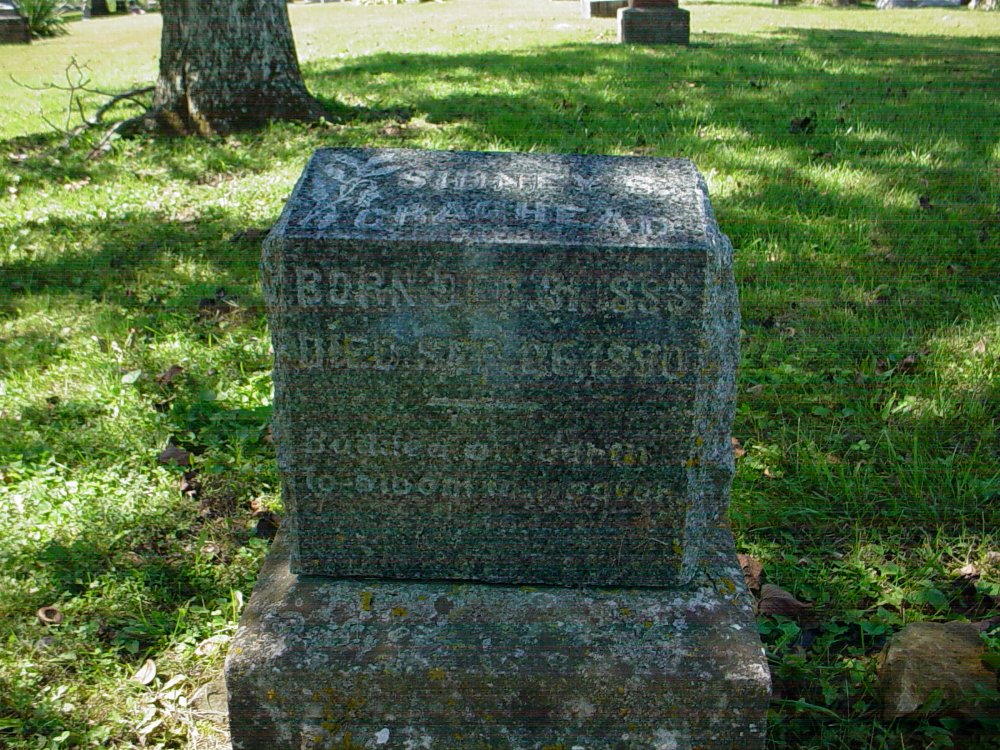 SIDNEY S.
CRAGHEAD
BORN
DIED SEP. 26, 1890
Budded on earth
To bloom in heaven